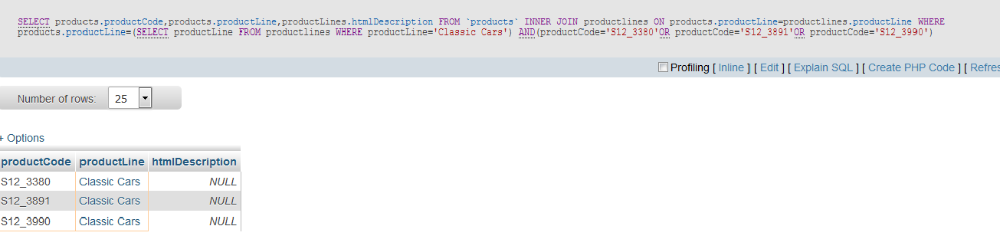 SELECT products.productCode,products.productLine,productLines.htmlDescription FROM `products` INNER JOIN productlines ON products.productLine=productlines.productLine WHERE
products.productLine=(SELECT productLine FROM productlines WHERE productLine='Classic Cars') AND(productCode='S12_3380'OR productCode='S12_3891'OR productCode='S12_3990')
Profiling [ Inline ] [ Edit ] [ Explain SQL ] [ Create PHP Code ] [ Refres
Number of rows: 25
+ Options
productCode productLine htmlDescription
S12_3380 Classic Cars NULL
S12_3891 Classic Cars NULL
S12_3990 Classic Cars NULL